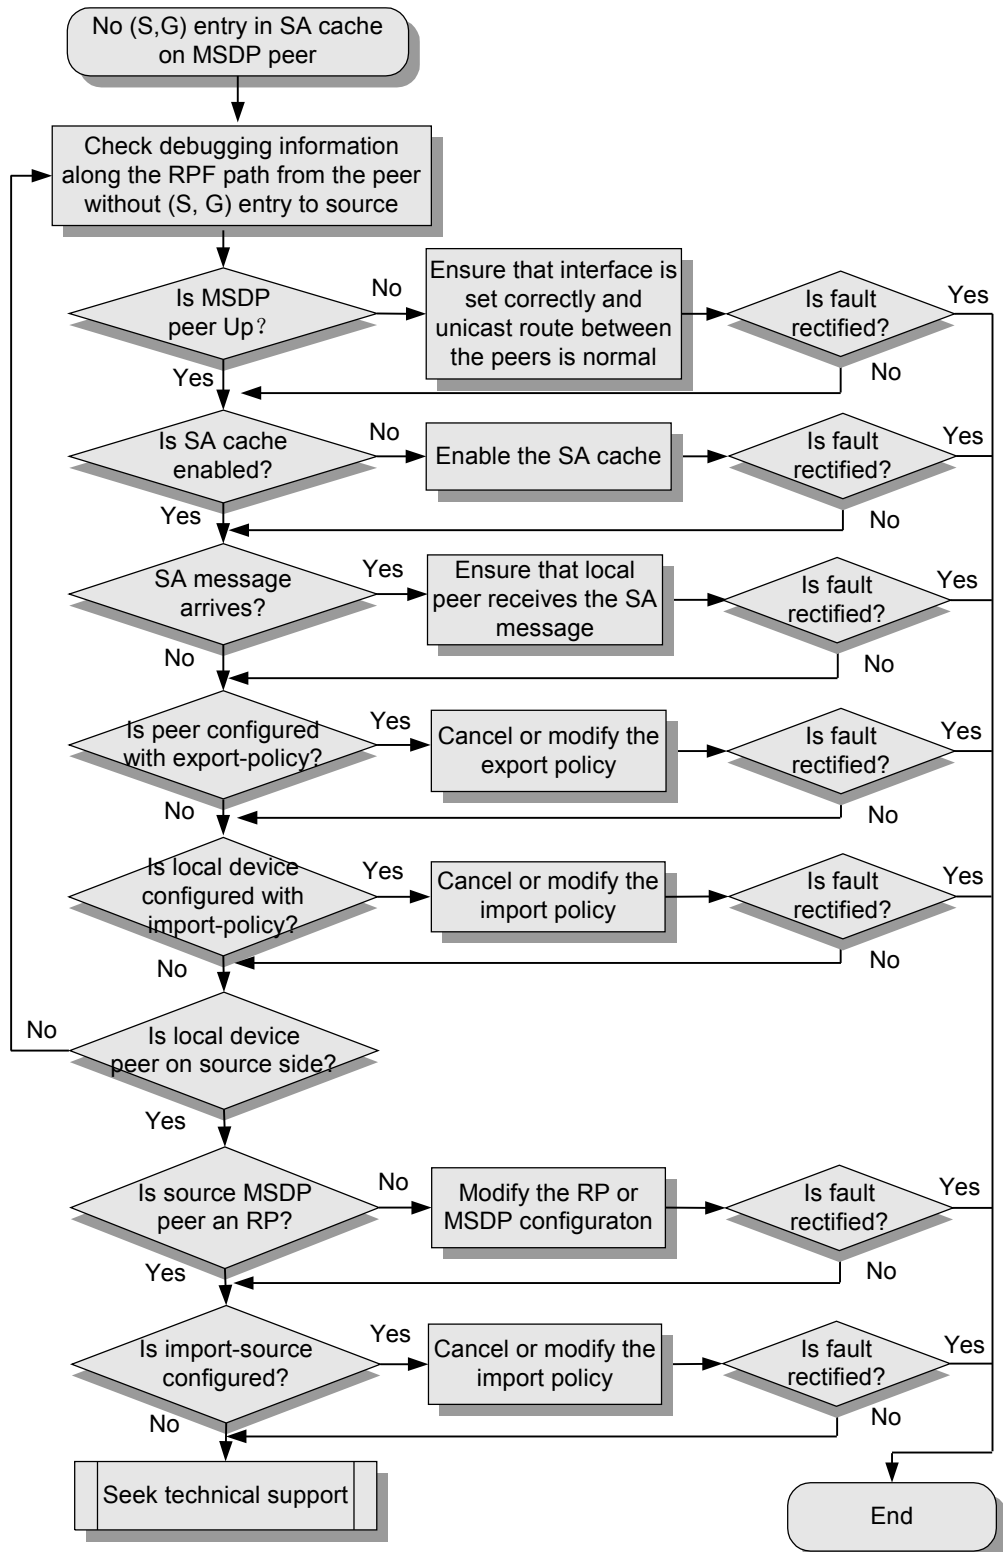 No (S,G) entry in SA cache
on MSDP peer
Check debugging information
along the RPF path from the peer
without (S, G) entry to source
Is MSDP
peer Up?
No
Ensure that interface is
set correctly and
unicast route between
the peers is normal
Is fault
rectified?
Yes
Yes
No
Is SA cache
enabled?
No
Enable the SA cache
Is fault
rectified?
Yes
Yes
No
SA message
arrives?
Yes
Ensure that local
peer receives the SA
message
Is fault
rectified?
Yes
No
No
Is peer configured
with export-policy?
Yes
Cancel or modify the
export policy
Is fault
rectified?
Yes
No
No
Is local device
configured with
import-policy?
Yes
Cancel or modify the
import policy
Is fault
rectified?
Yes
No
No
No
Is local device
peer on source side?
Yes
Is source MSDP
peer an RP?
No
Modify the RP or
MSDP configuraton
Is fault
rectified?
Yes
Yes
No
Is import-source
configured?
Yes
Cancel or modify the
import policy
Is fault
rectified?
Yes
No
No
Seek technical support
End